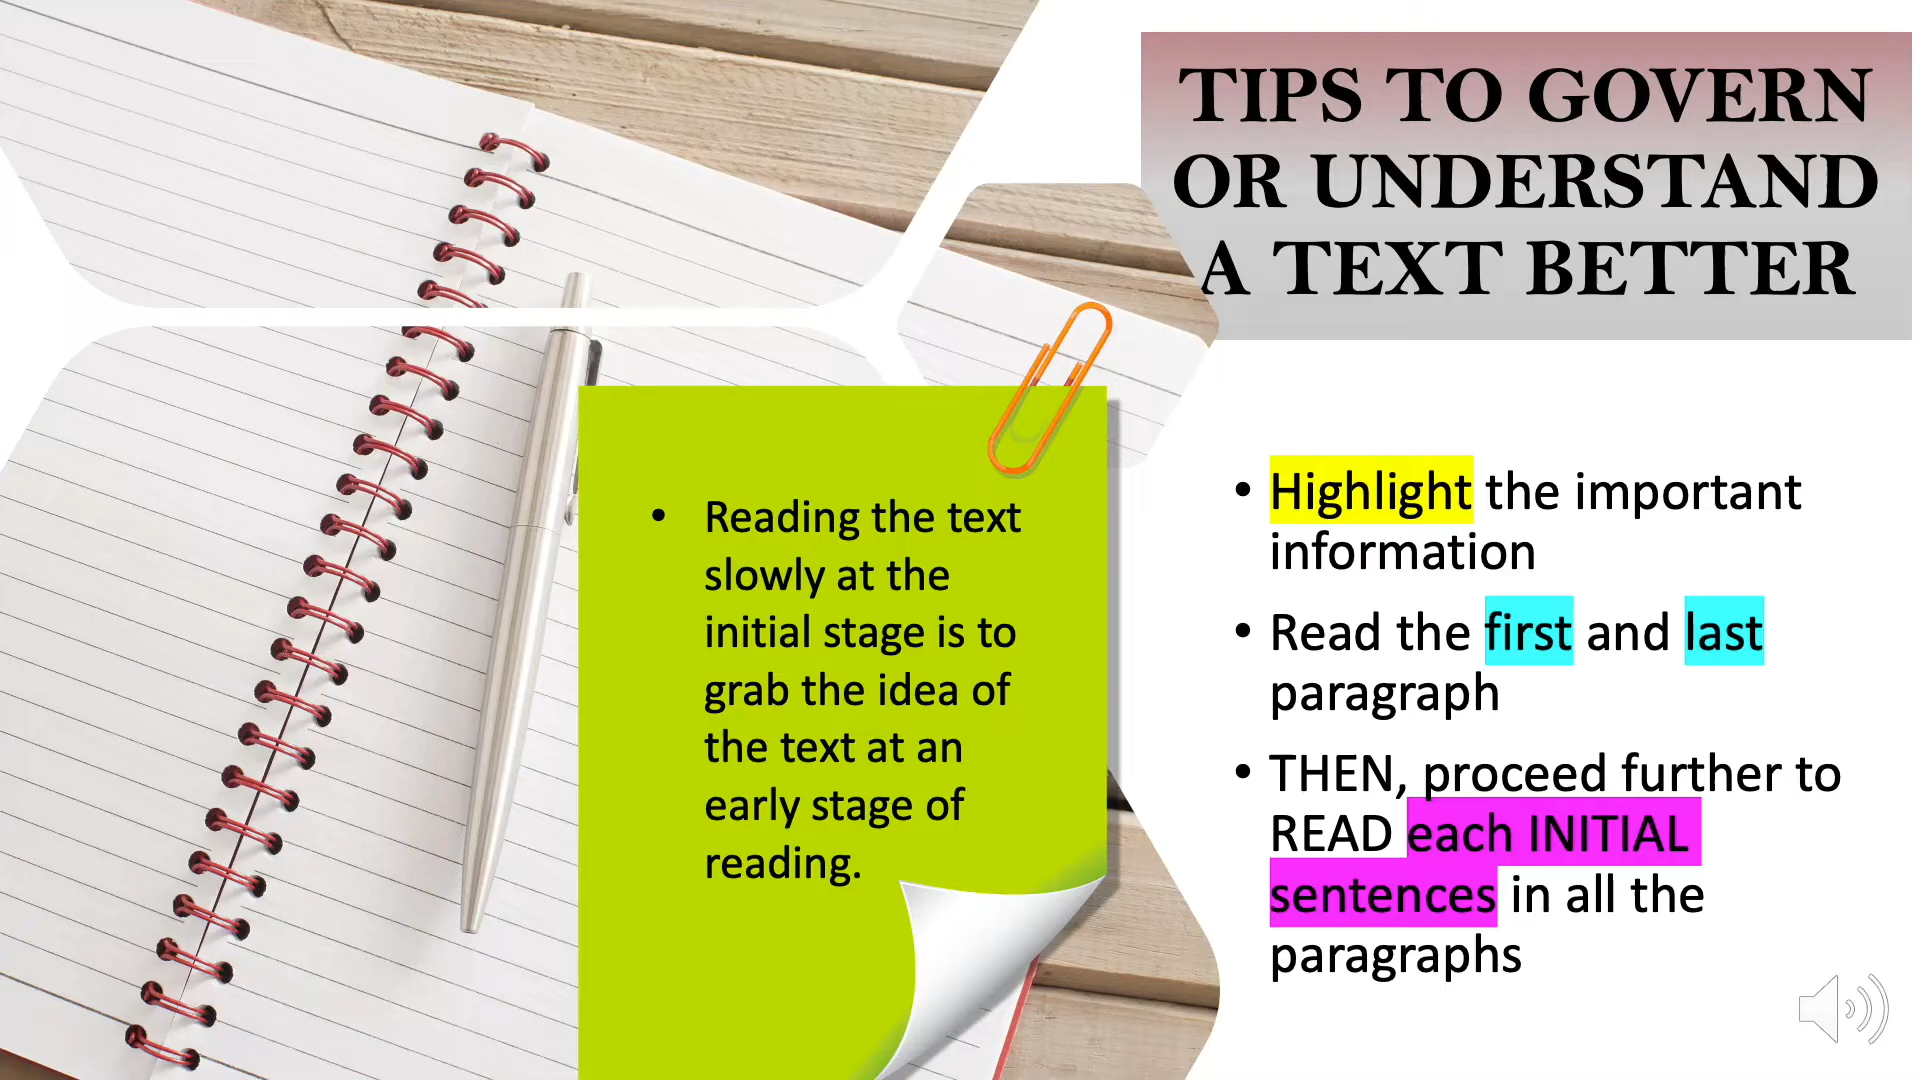 TIPS TO GOVERN
OR UNDERSTAND
A TEXT BETTER
• Reading the text
slowly at the
initial stage is to
grab the idea of
the text at an
early stage of
reading.
• Highlight the important
information
• Read the first and last
paragraph
• THEN, proceed further to
READ each INITIAL
sentences in all the
paragraphs